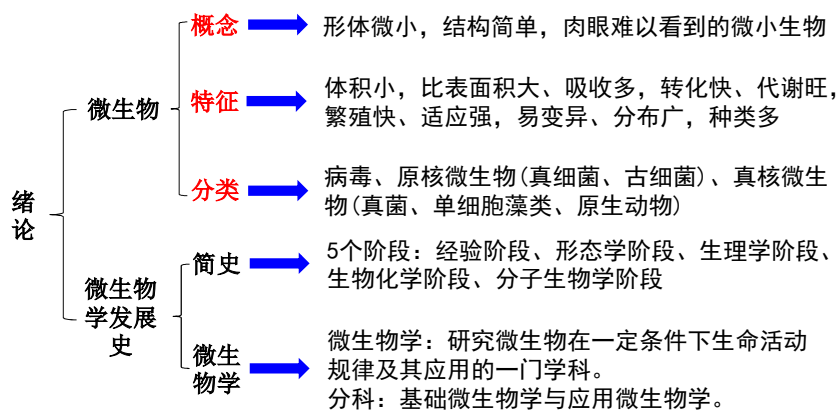 绪论
微生物
概念
形体微小，结构简单，肉眼难以看到的微小生物
特征
体积小，比表面积大、吸收多，转化快、代谢旺，
繁殖快、适应强，易变异、分布广，种类多
分类
病毒、原核微生物(真细菌、古细菌)、真核微生
物(真菌、单细胞藻类、原生动物)
微生物
学发展
史
简史
5个阶段：经验阶段、形态学阶段、生理学阶段、
生物化学阶段、分子生物学阶段
微生
物学
微生物学：研究微生物在一定条件下生命活动
规律及其应用的一门学科。
分科：基础微生物学与应用微生物学。